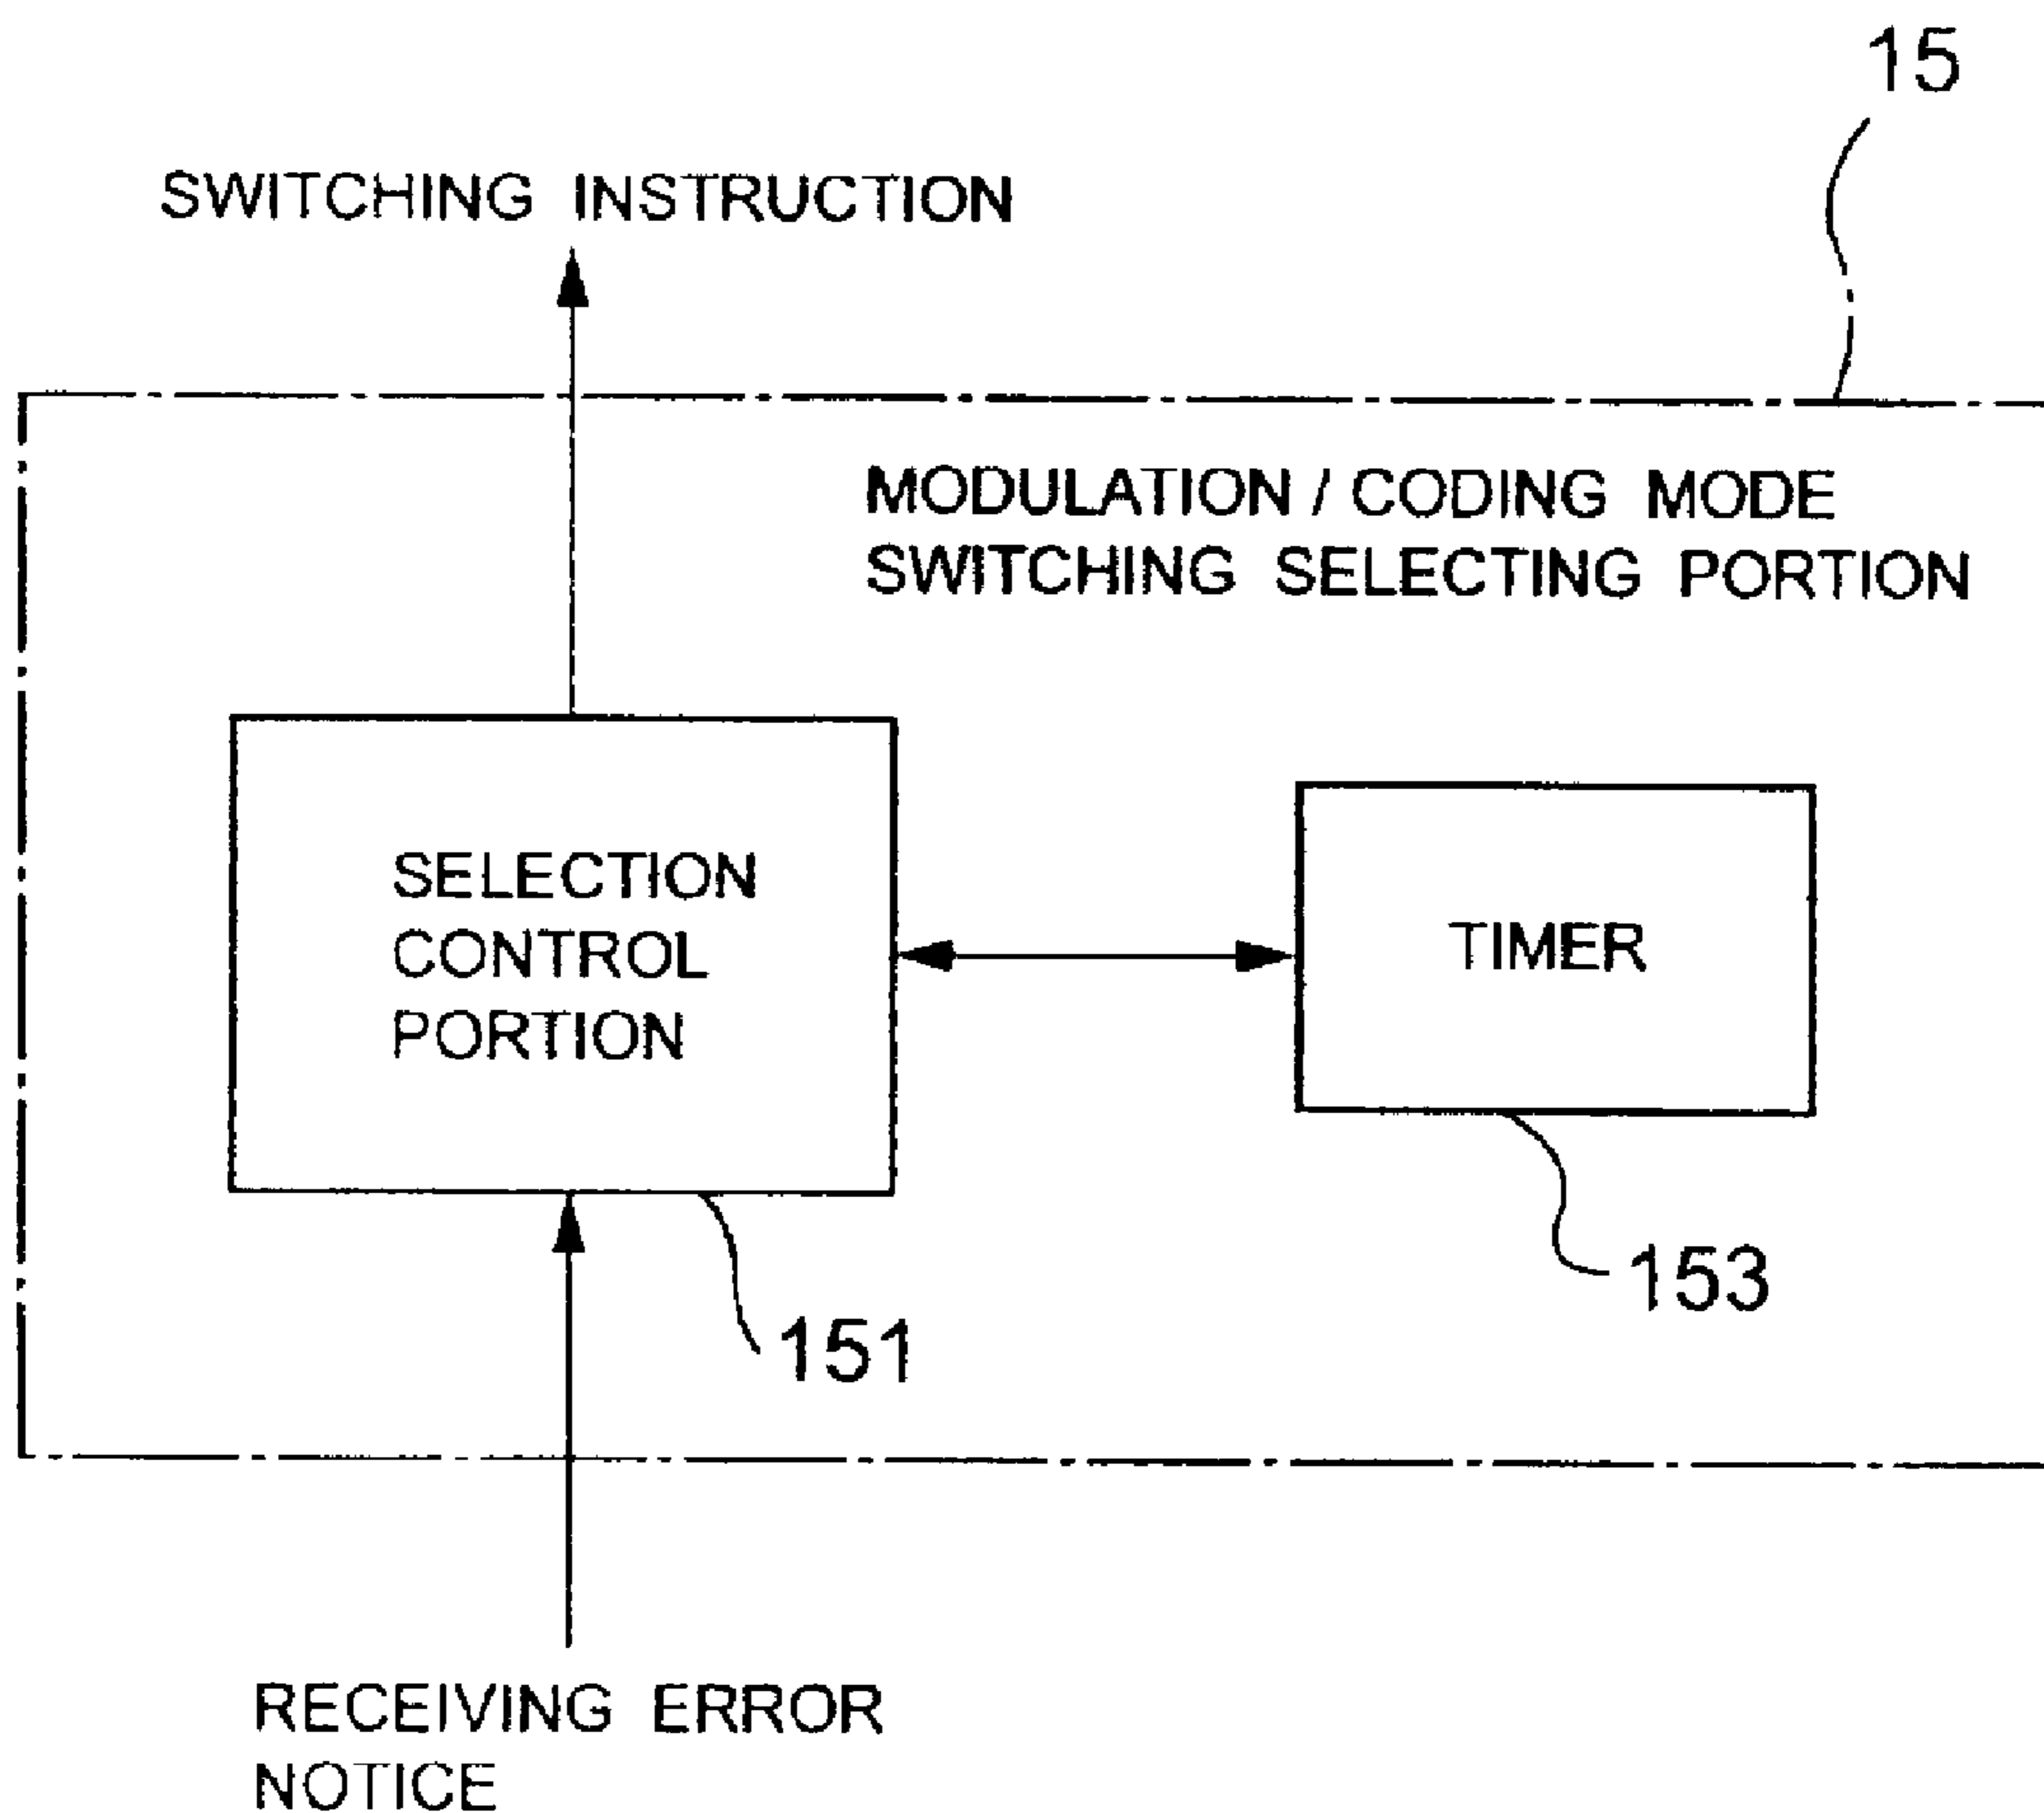 15
SWITCHING INSTRUCTION
MODULATION / CODING MODE
SWITCHING SELECTING PORTION
SELECTION
CONTROL
PORTION
TIMER
153
151
RECEIVING ERROR
NOTICE